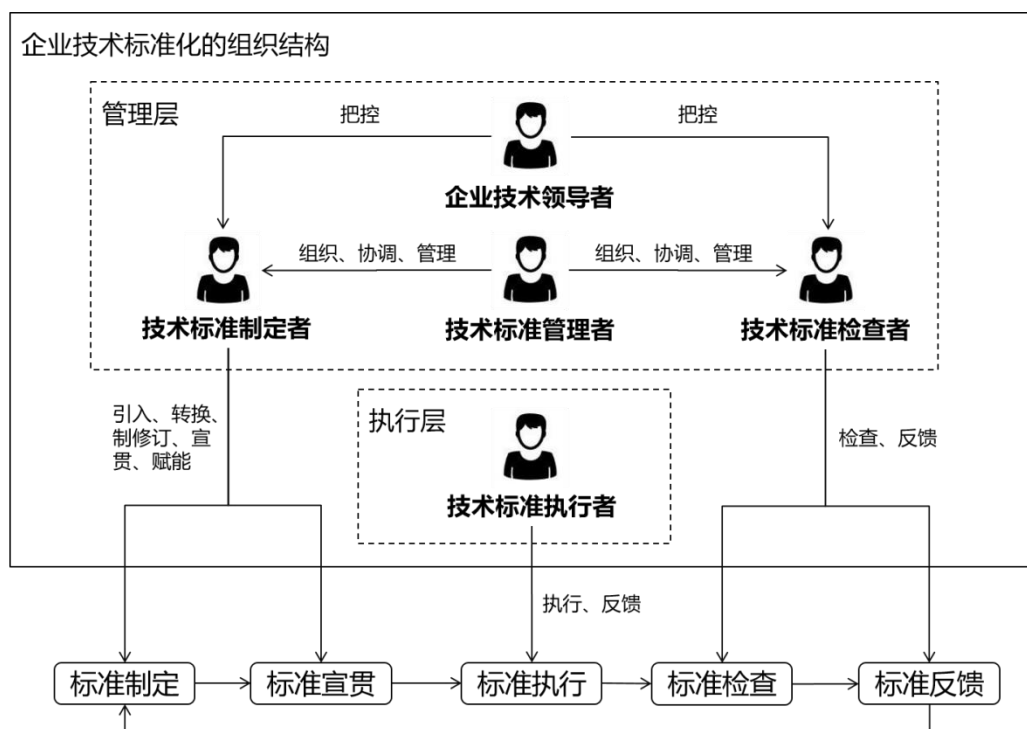 企业技术标准化的组织结构
管理层
把控
把控
企业技术领导者
组织、协调、管理
组织、协调、管理
技术标准制定者
技术标准管理者
技术标准检查者
引入、转换、
制修订、宣
贯、赋能
执行层
检查、反馈
技术标准执行者
执行、反馈
标准制定
标准宣贯
标准执行
标准检查
标准反馈